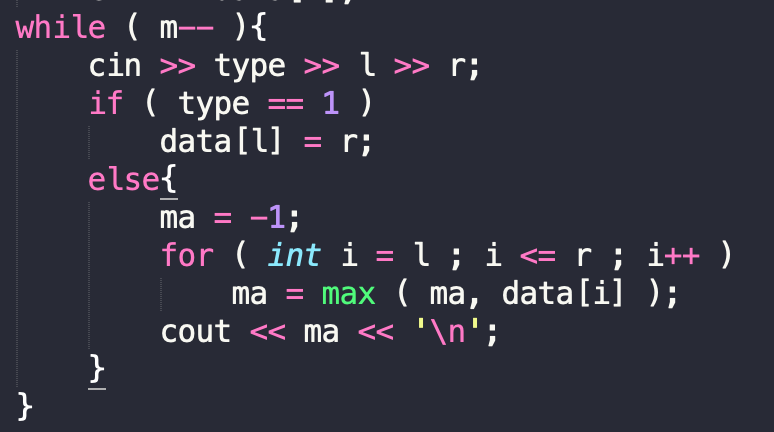 while ( m-- ){
cin >> type >> l >> r;
if ( type == 1 )
data[l] = r;
else{
ma = -1;
for ( int i = l ; i <= r ; i++ )
ma = max ( ma, data[i] );
cout << ma << '\n';
}
}